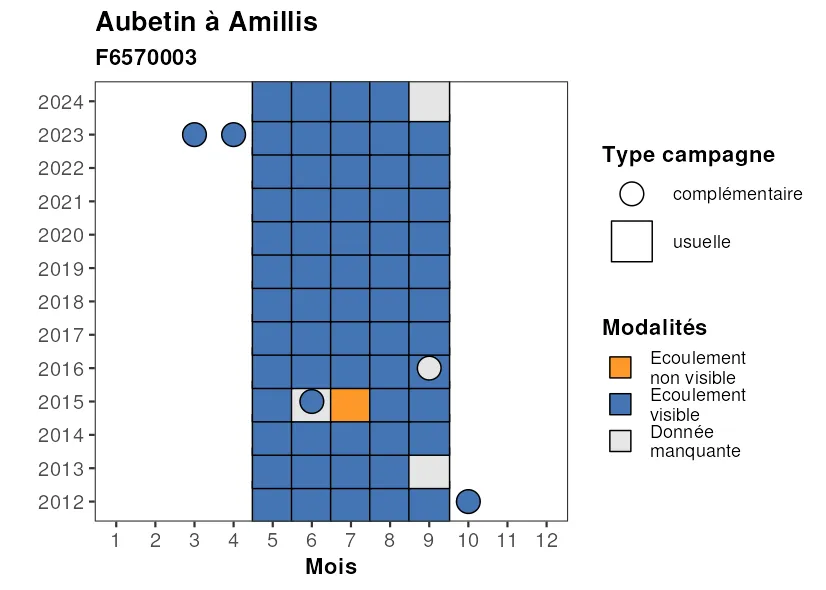 Aubetin à Amillis
F6570003
2024
2023
2022
2021
2020
2019
2018
2017
2016
2015
2014
2013
2012
1 2 3 4 5 6 7 8 9 10 11 12
Mois
Type campagne
complémentaire
usuelle
Modalités
Ecoulement
non visible
Ecoulement
visible
Donnée
manquante